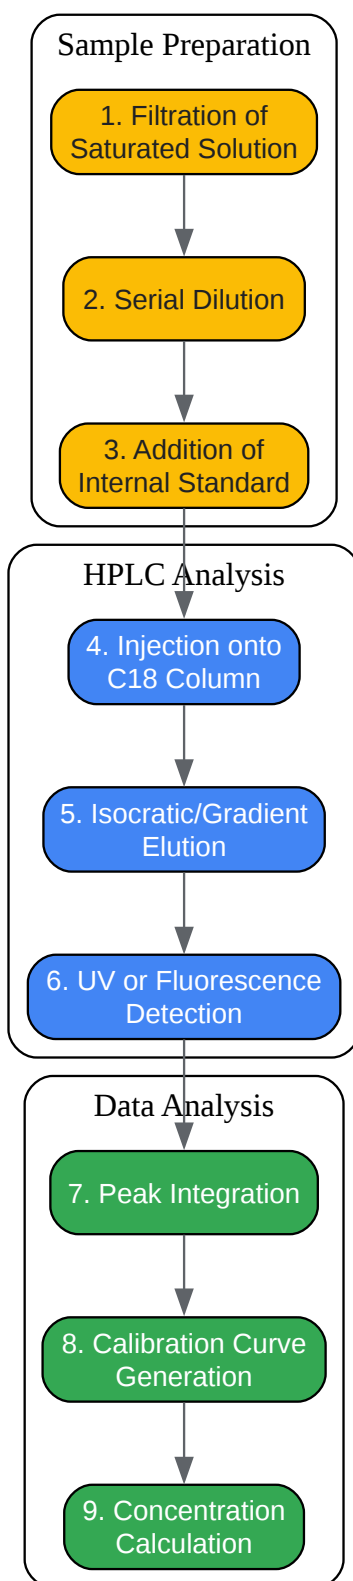 Sample Preparation
1. Filtration of
Saturated Solution
2. Serial Dilution
3. Addition of
Internal Standard
HPLC Analysis
4. Injection onto
C18 Column
5. Isocratic/Gradient
Elution
6. UV or Fluorescence
Detection
Data Analysis
7. Peak Integration
8. Calibration Curve
Generation
9. Concentration
Calculation